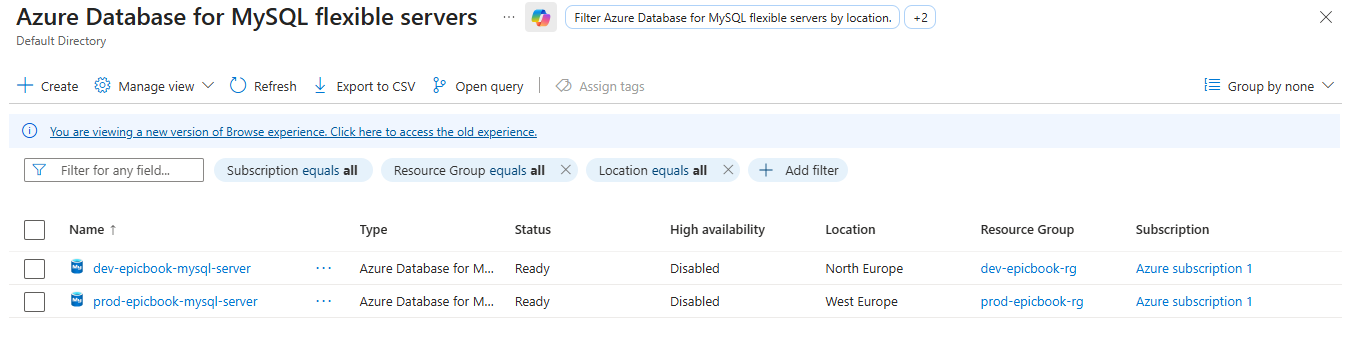 Azure Database for MySQL flexible servers ... Filter Azure Database for MySQL flexible servers by location. +2
Default Directory
Create Manage view Refresh Export to CSV Open query Assign tags Group by none
You are viewing a new version of Browse experience. Click here to access the old experience.
Filter for any field... Subscription equals all Resource Group equals all Location equals all Add filter
Name ↑ Type Status High availability Location Resource Group Subscription
My dev-epicbook-mysql-server ... Azure Database for M... Ready Disabled North Europe dev-epicbook-rg Azure subscription 1
My prod-epicbook-mysql-server ... Azure Database for M... Ready Disabled West Europe prod-epicbook-rg Azure subscription 1